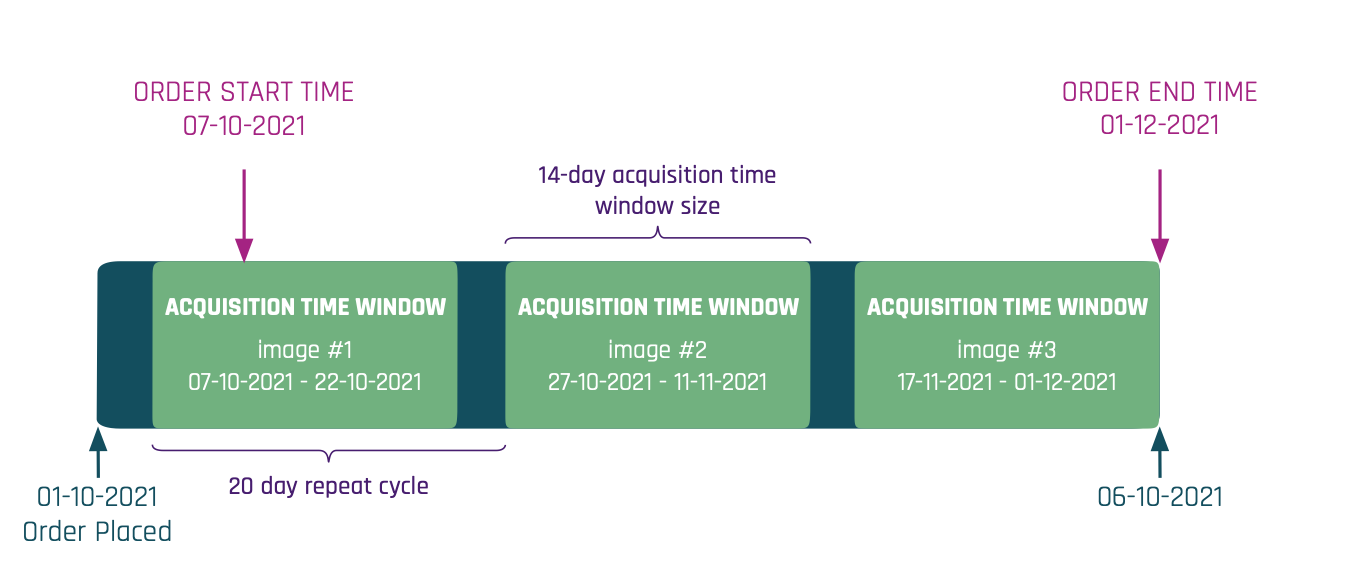 ORDER START TIME
07-10-2021
ORDER END TIME
01-12-2021
14-day acquisition time
window size
ACQUISITION TIME WINDOW
image #1
07-10-2021 - 22-10-2021
ACQUISITION TIME WINDOW
image #2
27-10-2021 - 11-11-2021
ACQUISITION TIME WINDOW
image #3
17-11-2021 - 01-12-2021
20 day repeat cycle
01-10-2021
Order Placed
06-10-2021